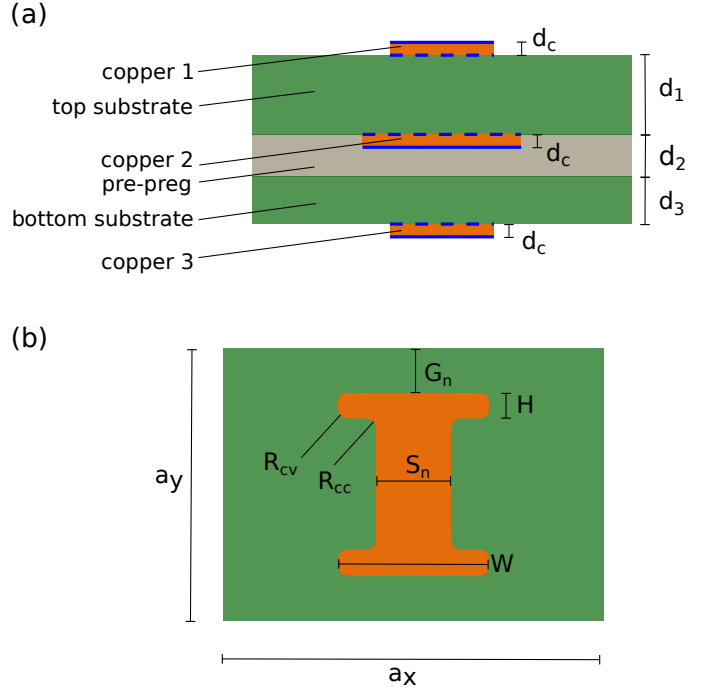 (a)
copper 1
d_c
top substrate
d_1
copper 2
d_c
d_2
pre-preg
bottom substrate
d_3
copper 3
d_c
(b)
G_n
H
R_cv
R_cc
S_n
a_y
W
a_x